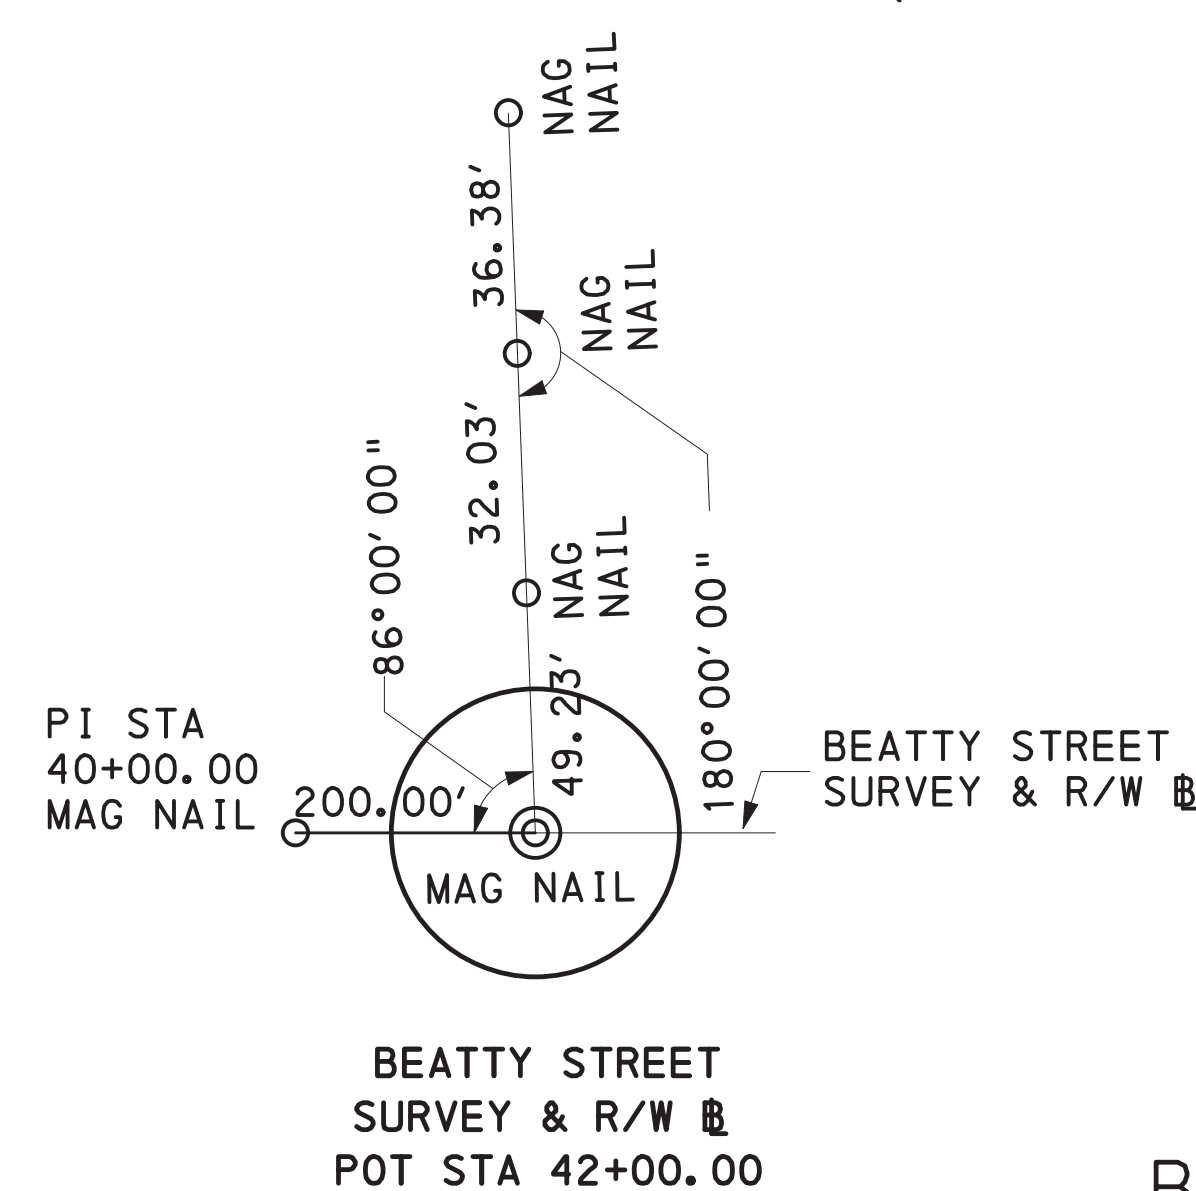 NAG
NAIL
36.38'
NAG
NAIL
32.03'
86°00'00"
NAG
NAIL
180°00'00"
49.23'
PI STA
40+00.00
MAG NAIL
200.00'
BEATTY STREET
SURVEY & R/W BL
MAG NAIL
BEATTY STREET
SURVEY & R/W BL
POT STA 42+00.00